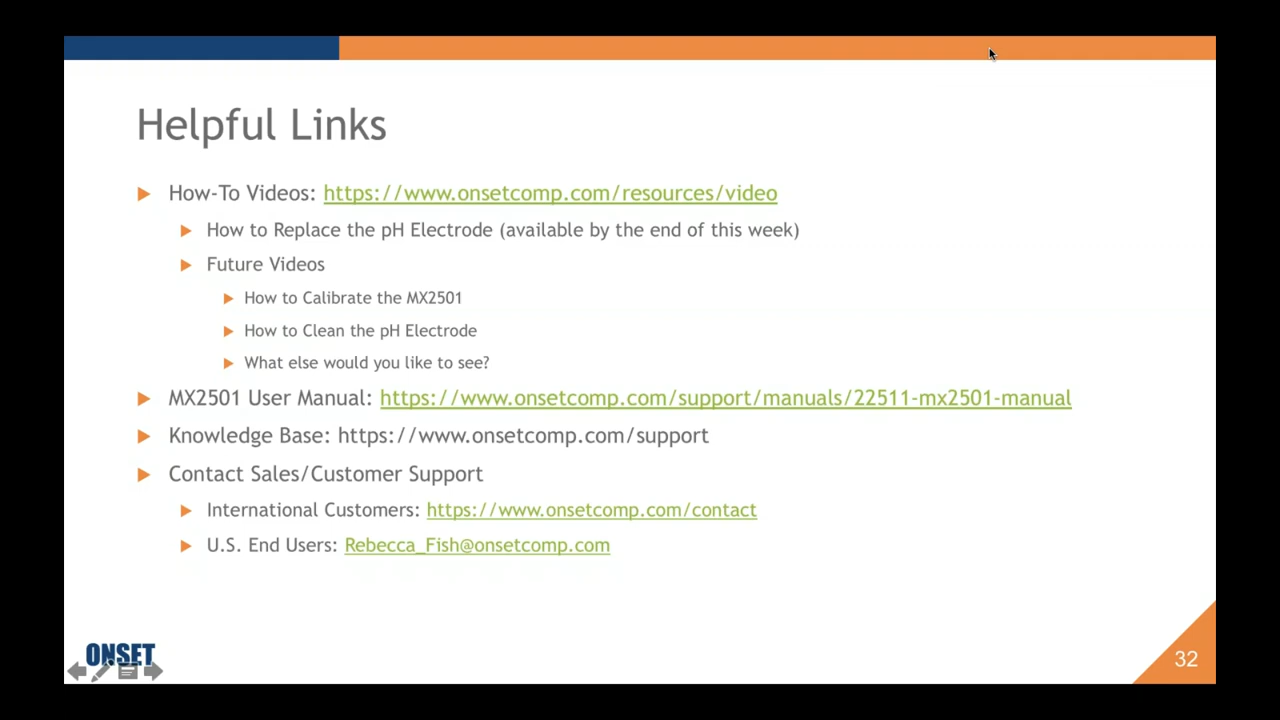 Helpful Links
How-To Videos: https://www.onsetcomp.com/resources/video
How to Replace the pH Electrode (available by the end of this week)
Future Videos
How to Calibrate the MX2501
How to Clean the pH Electrode
What else would you like to see?
MX2501 User Manual: https://www.onsetcomp.com/support/manuals/22511-mx2501-manual
Knowledge Base: https://www.onsetcomp.com/support
Contact Sales/Customer Support
International Customers: https://www.onsetcomp.com/contact
U.S. End Users: Rebecca_Fish@onsetcomp.com
ONSET
32